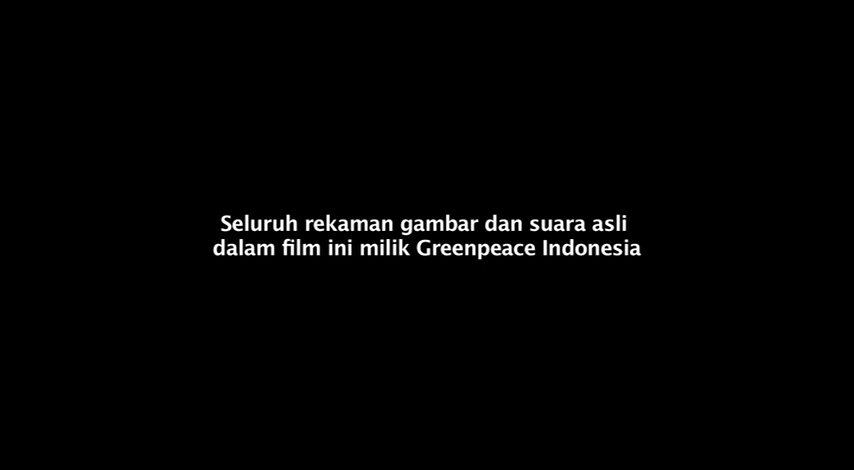 Seluruh rekaman gambar dan suara asli
dalam film ini milik Greenpeace Indonesia